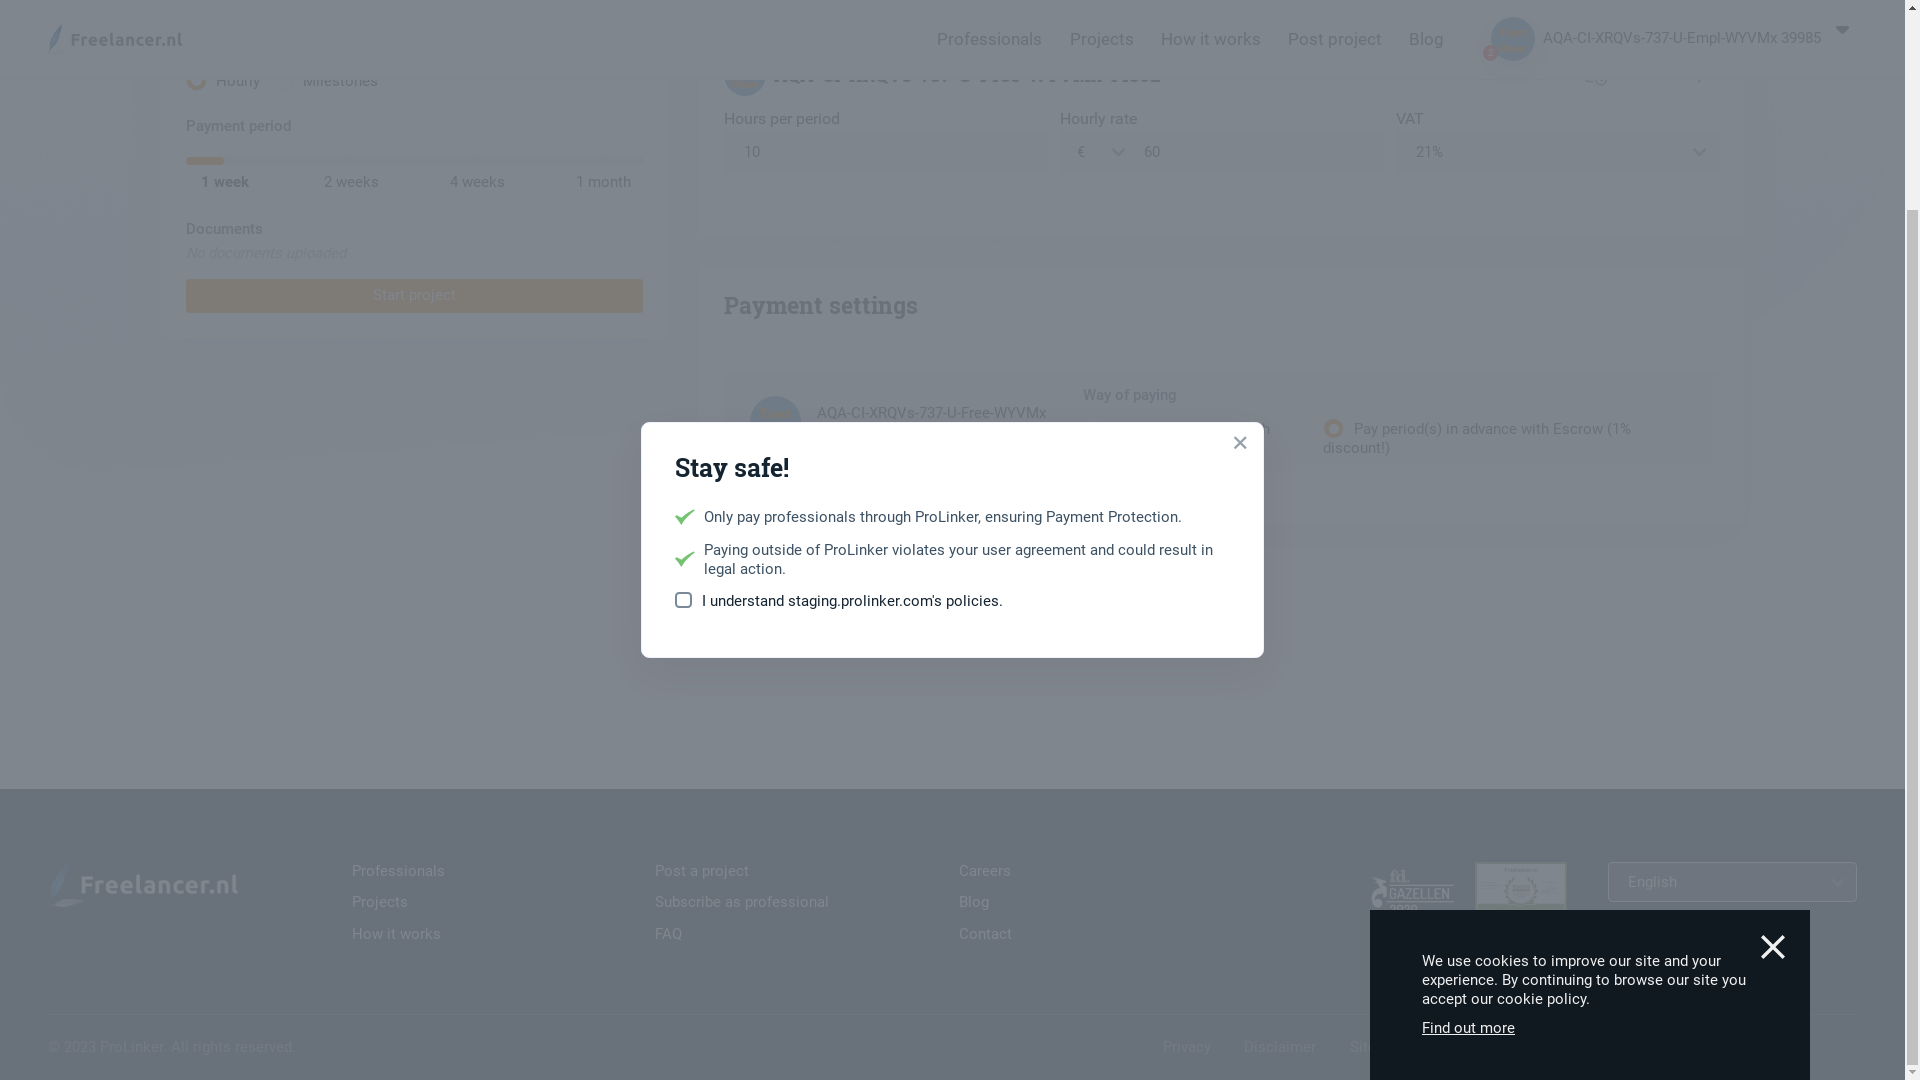 Freelancer.nl
Professionals
Projects
How it works
Post project
Blog
AQA-CI-XRQVs-737-U-Empl-WYVMx 39985
Hourly
Milestones
Payment period
1 week
2 weeks
4 weeks
1 month
Documents
No documents uploaded
Start project
Hours per period
Hourly rate
VAT
10
€
60
21%
Payment settings
Way of paying
AQA-CI-XRQVs-737-U-Free-WYVMx
Pay period(s) in advance with Escrow (1%
discount!)
Stay safe!
Only pay professionals through ProLinker, ensuring Payment Protection.
Paying outside of ProLinker violates your user agreement and could result in
legal action.
I understand staging.prolinker.com's policies.
Freelancer.nl
Professionals
Projects
How it works
Post a project
Subscribe as professional
FAQ
Careers
Blog
Contact
GAZELLEN
English
We use cookies to improve our site and your
experience. By continuing to browse our site you
accept our cookie policy.
Find out more
© 2023 ProLinker. All rights reserved
Privacy
Disclaimer